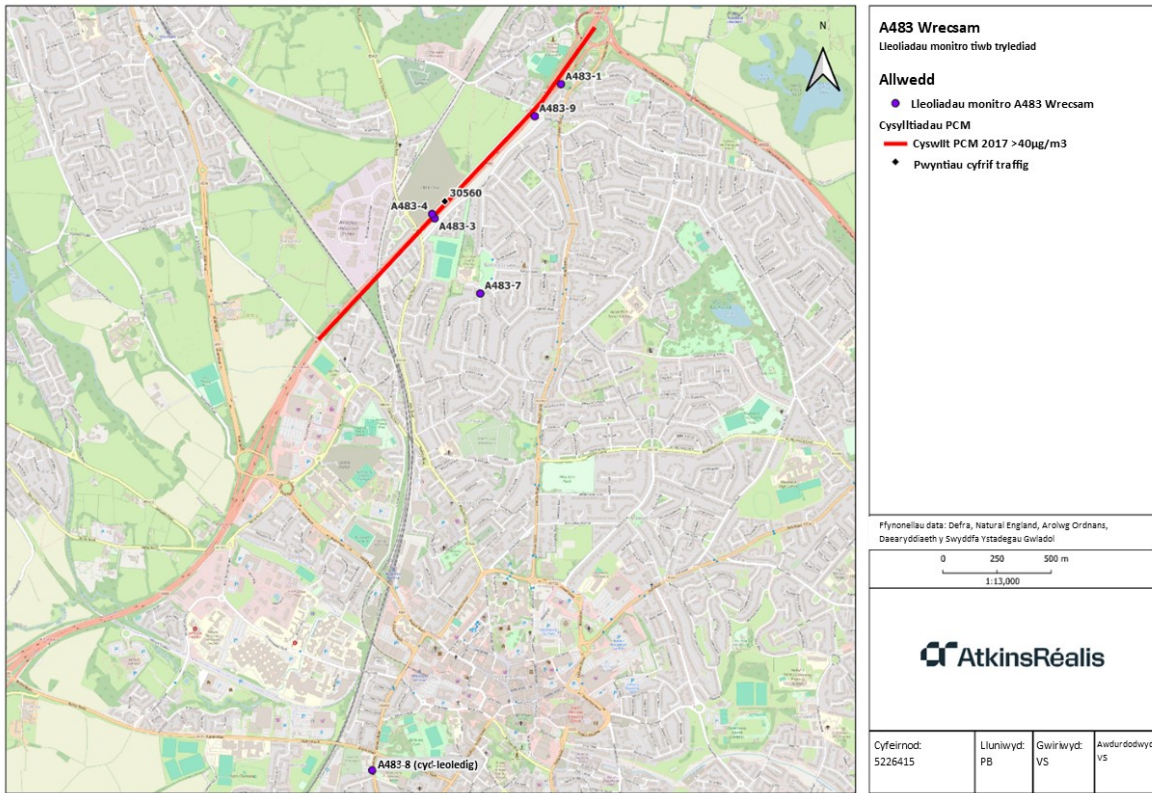 N
A483-1
A483-9
30560
A483-4
A483-3
A483-7
A483-8 (cyd-leoledig)
A483 Wrecsam
Lleoliadau monitro tiwb trylediad
Allwedd
Lleoliadau monitro A483 Wrecsam
Cysylltiadau PCM
Cyswllt PCM 2017 >40µg/m3
Pwyntiau cyfrif traffig
Ffynonellau data: Defra, Natural England, Arolwg Ordnans,
Daearyddiaeth y Swyddfa Ystadegau Gwladol
0 250 500 m
1:13,000
AtkinsRéalis
Cyfeirnod:
5226415
Lluniwyd:
PB
Gwiriwyd:
VS
Awdurdodwyd
VS